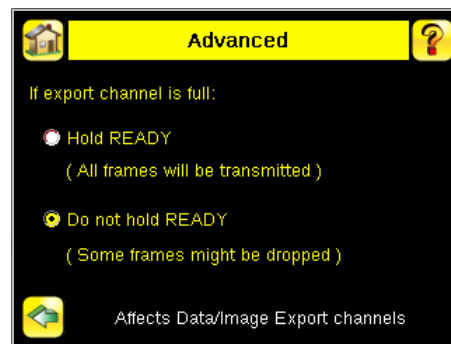 Advanced
?
If export channel is full:
Hold READY
( All frames will be transmitted )
Do not hold READY
( Some frames might be dropped )
Affects Data/Image Export channels